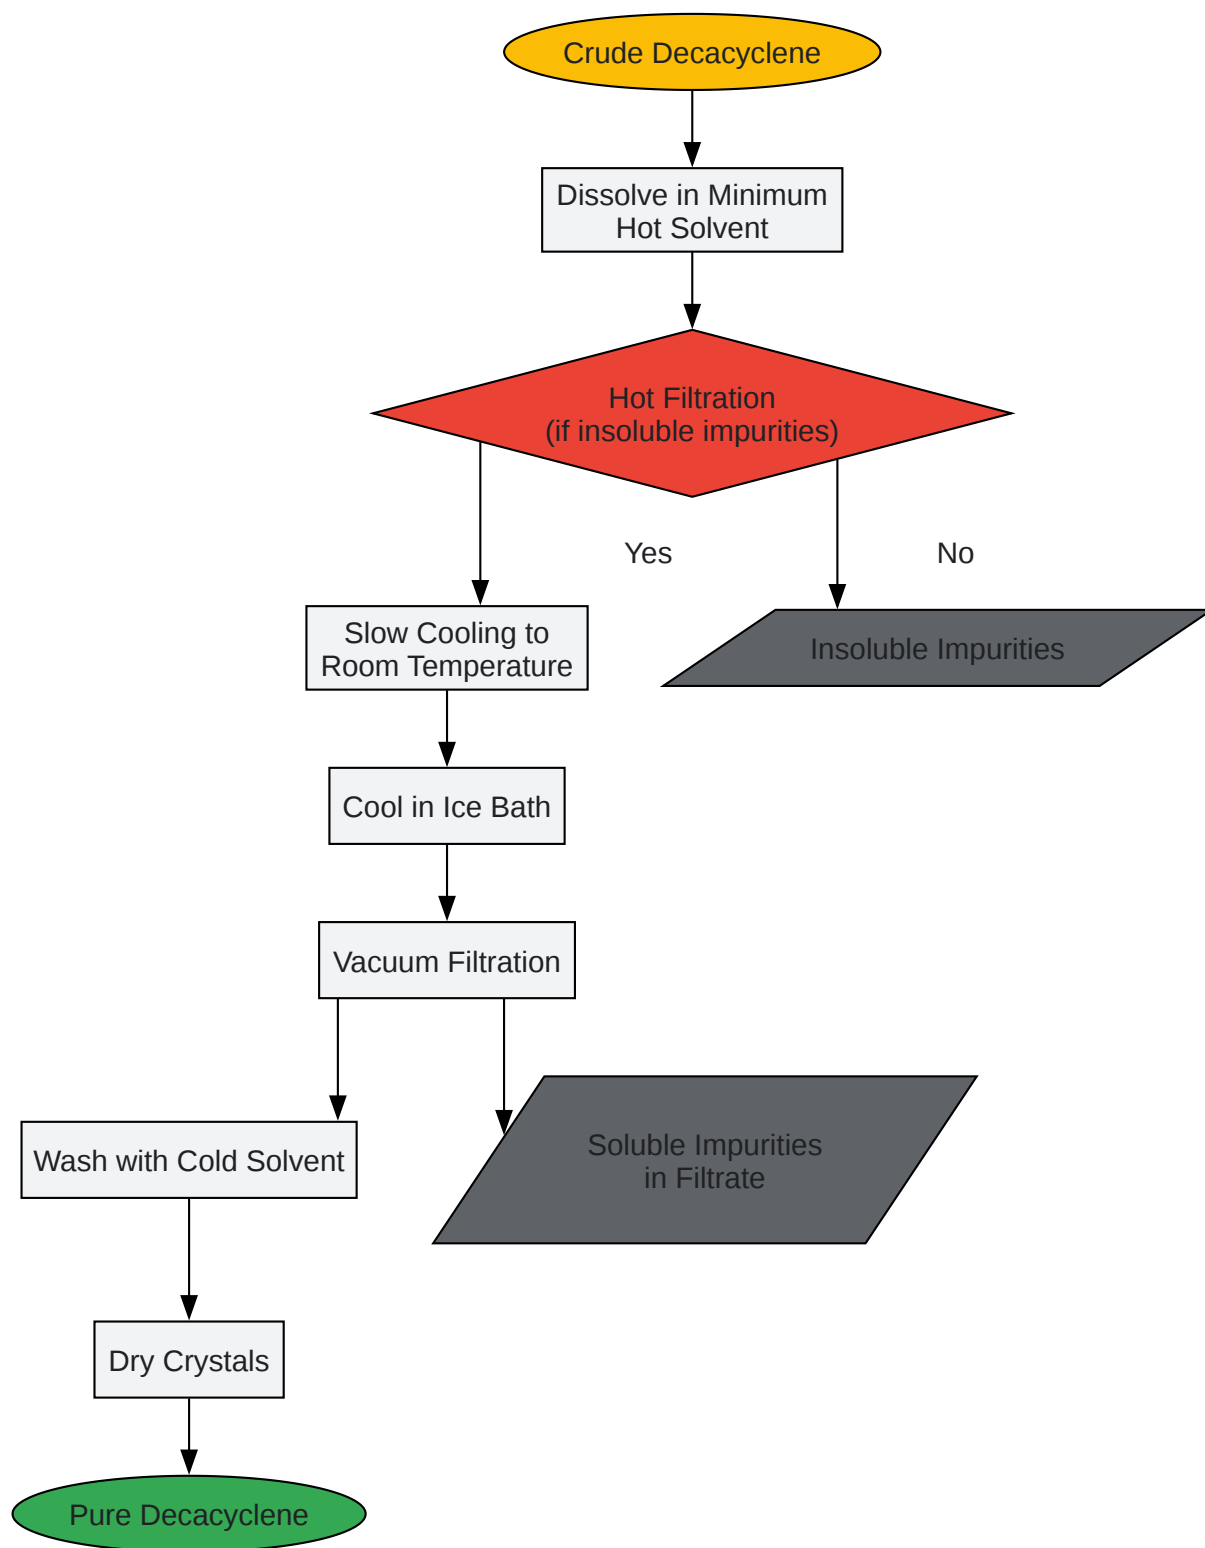 Crude Decacyclene
Dissolve in Minimum
Hot Solvent
Hot Filtration
(if insoluble impurities)
Yes
No
Slow Cooling to
Room Temperature
Insoluble Impurities
Cool in Ice Bath
Vacuum Filtration
Wash with Cold Solvent
Soluble Impurities
in Filtrate
Dry Crystals
Pure Decacyclene